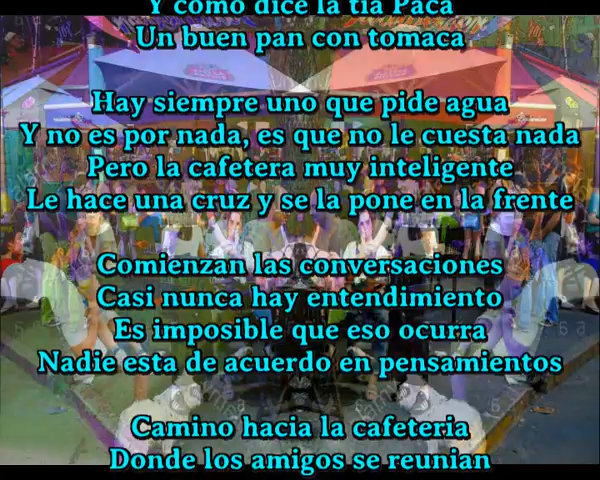 Y como dice la tia Paca
Un buen pan con tomaca
Hay siempre uno que pide agua
Y no es por nada, es que no le cuesta nada
Pero la cafetera muy inteligente
Le hace una cruz y se la pone en la frente
Comienzan las conversaciones
Casi nunca hay entendimiento
Es imposible que eso ocurra
Nadie esta de acuerdo en pensamientos
Camino hacia la cafeteria
Donde los amigos se reunian